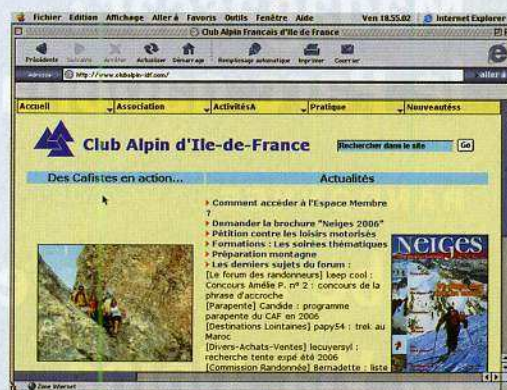 Fichier Edition Affichage Aller à Favoris Outils Fenêtre Aide Ven 18.55.02 Internet Explorer
Club Alpin Francais d'Ile de France
Précédente Suivante Arrêter Actualiser Démarrage Remplissage automatique Imprimer Courrier
Adresse http://www.clubalpin-idf.com/ aller à
Accueil Association ActivitésA Pratique Nouveautéss
Club Alpin d'Ile-de-France
Rechercher dans le site Go
Des Cafistes en action... Actualités
Comment accéder à l'Espace Membre
?
Demander la brochure "Neiges 2006"
Pétition contre les loisirs motorisés
Formations : Les soirées thématiques
Préparation montagne
Les derniers sujets du forum :
[Le forum des randonneurs] keep cool :
Concours Amélie P. n° 2 : concours de la
phrase d'accroche
[Parapente] Candide : programme
parapente du CAF en 2006
[Destinations Lointaines] papy54 : trek au
Maroc
[Divers-Achats-Ventes] lecuyersyl :
recherche tente expé été 2006
[Commission Randonnée] Bernadette : liste
NEIGES
Zone Internet